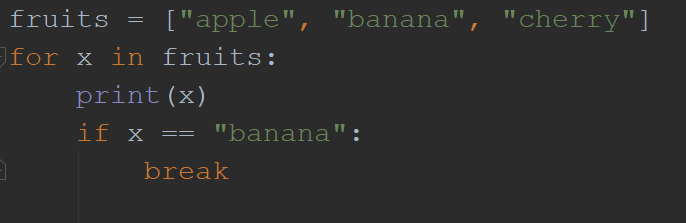 fruits = ["apple", "banana", "cherry"]
for x in fruits:
    print(x)
    if x == "banana":
        break